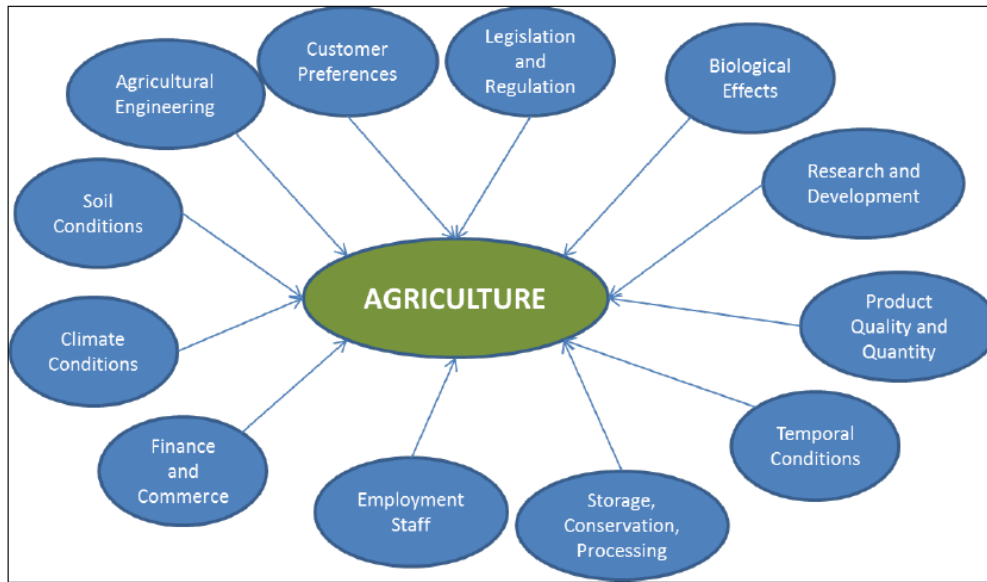 Customer
Preferences
Legislation
and
Regulation
Biological
Effects
Agricultural
Engineering
Research and
Development
Soil
Conditions
AGRICULTURE
Product
Quality and
Quantity
Climate
Conditions
Temporal
Conditions
Finance
and
Commerce
Employment
Staff
Storage,
Conservation,
Processing